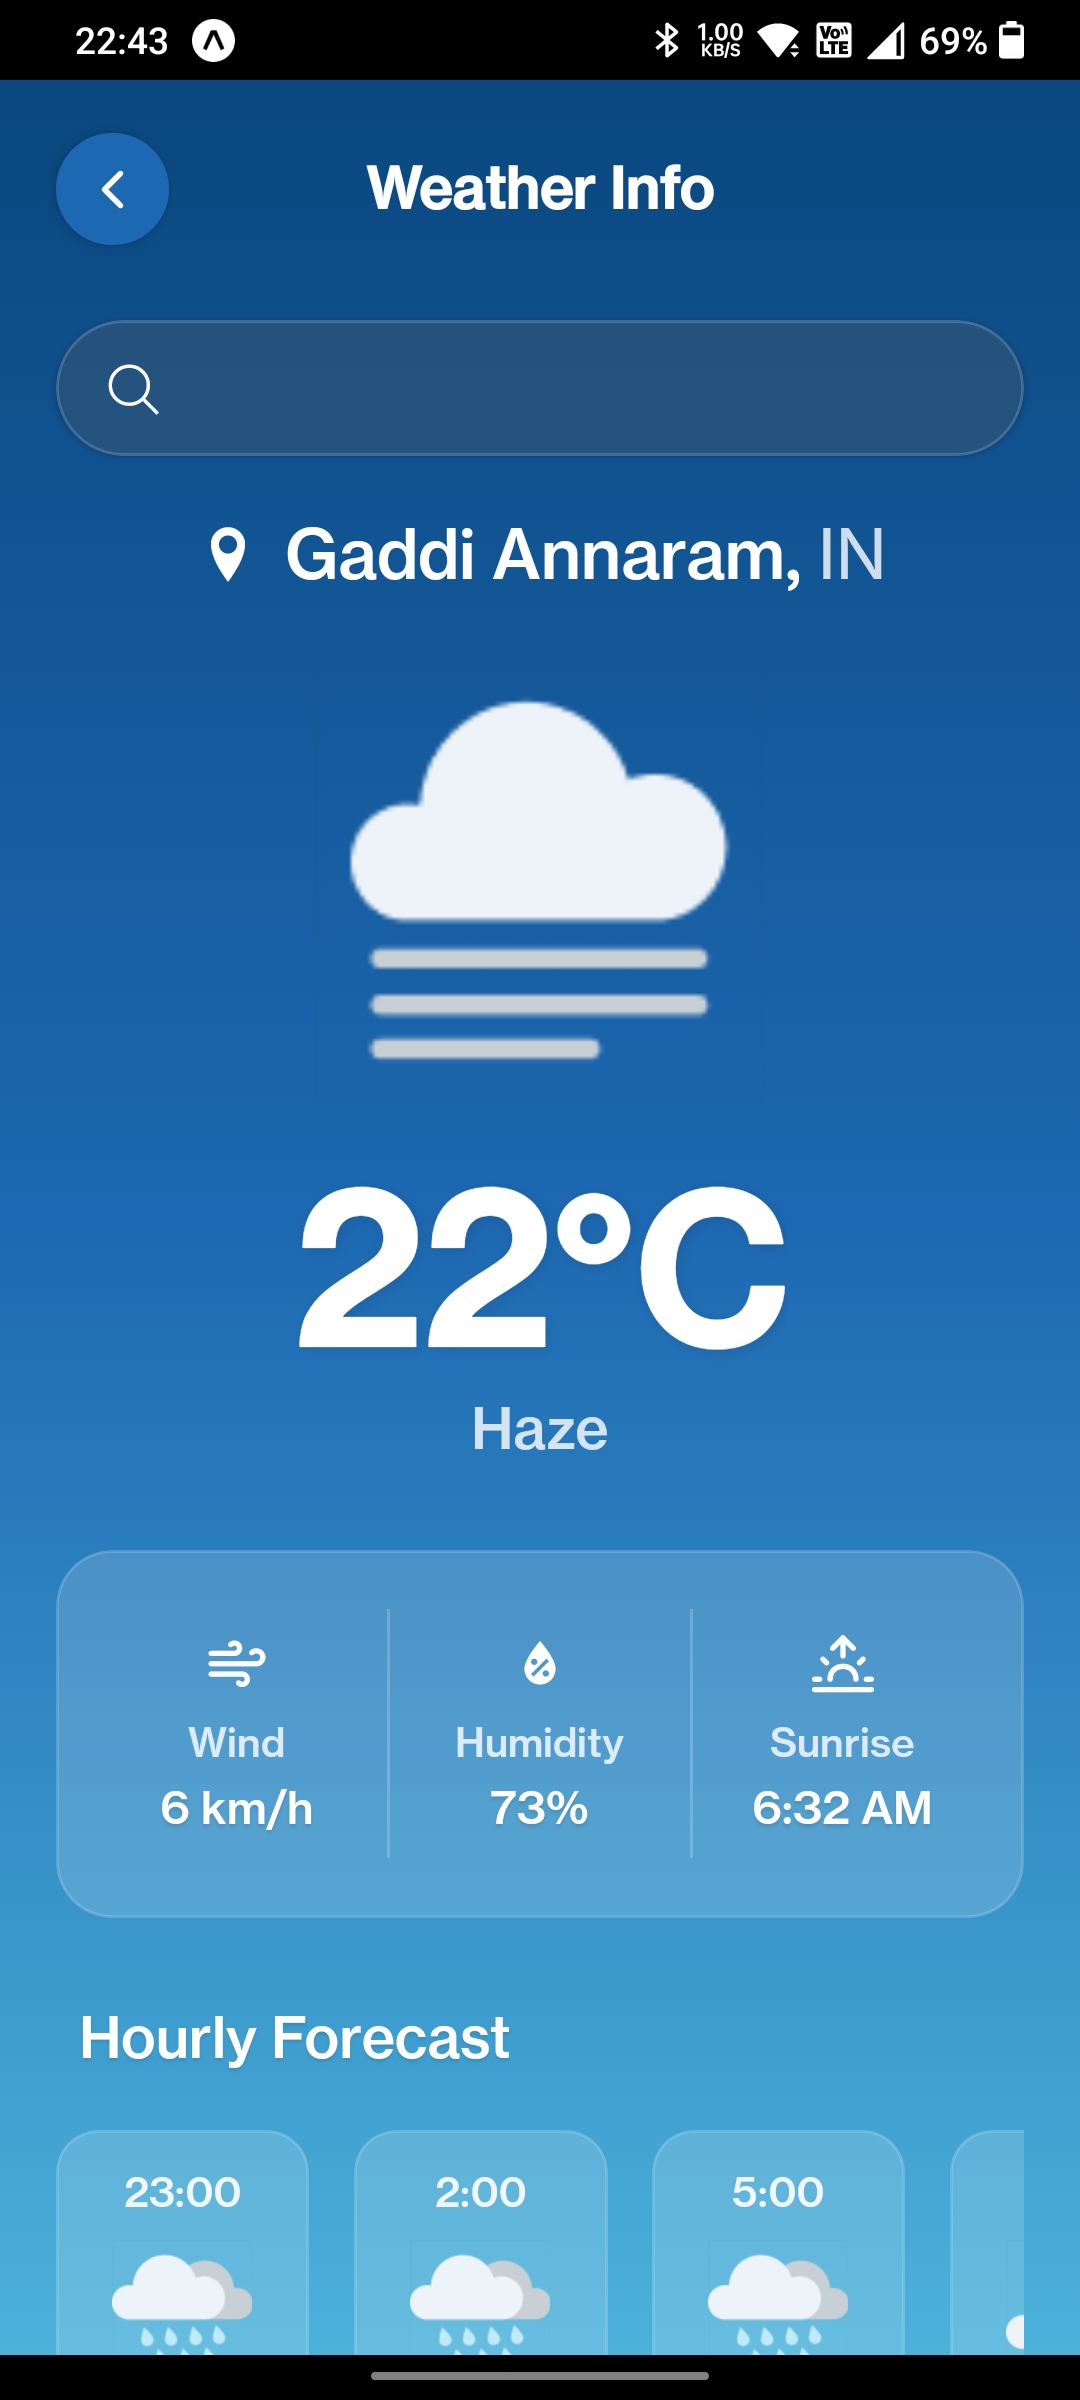 22:43
1.00
KB/S
Vo
LTE
69%
Weather Info
Gaddi Annaram, IN
22°C
Haze
Wind
Humidity
Sunrise
6 km/h
73%
6:32 AM
Hourly Forecast
23:00
2:00
5:00